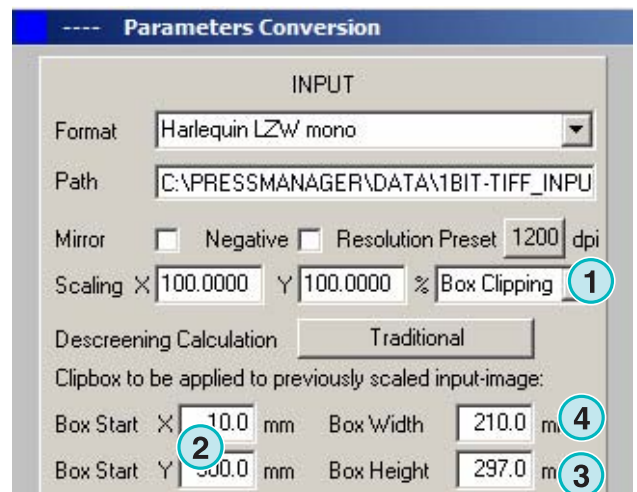 ---- Parameters Conversion
INPUT
Format Harlequin LZW mono
Path C:\PRESSMANAGER\DATA\1BIT-TIFF_INPU
Mirror Negative Resolution Preset 1200 dpi
Scaling X 100.0000 Y 100.0000 % Box Clipping 1
Descreening Calculation Traditional
Clipbox to be applied to previously scaled input-image:
Box Start X 10.0 mm Box Width 210.0 m 4
2
Box Start Y 00.0 mm Box Height 297.0 m 3